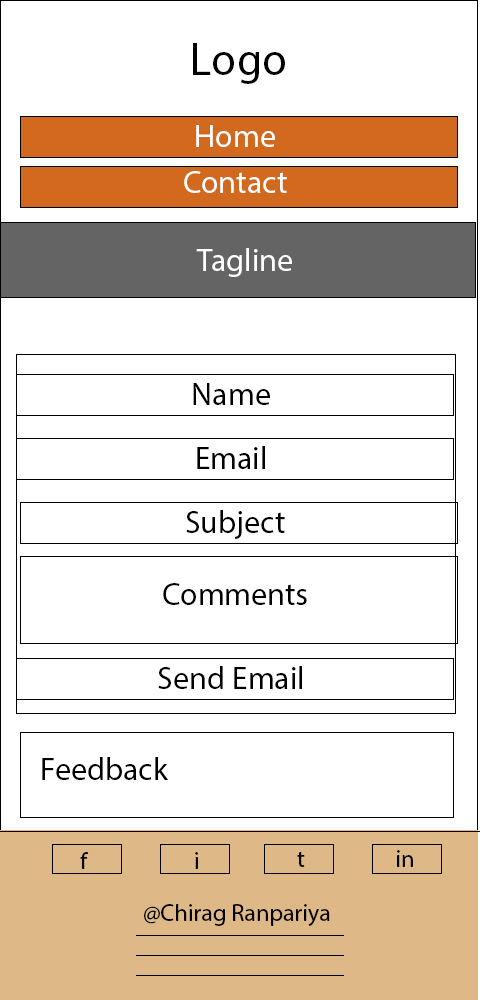 Logo
Home
Contact
Tagline
Name
Email
Subject
Comments
Send Email
Feedback
f i t in
@Chirag Ranpariya